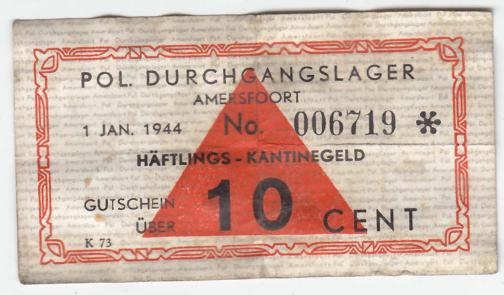 POL. DURCHGANGSLAGER
AMERSFOORT
1 JAN. 1944 No. 006719 *
HÄFTLINGS - KANTINEGELD
GUTSCHEIN
ÜBER 10 CENT
K 73